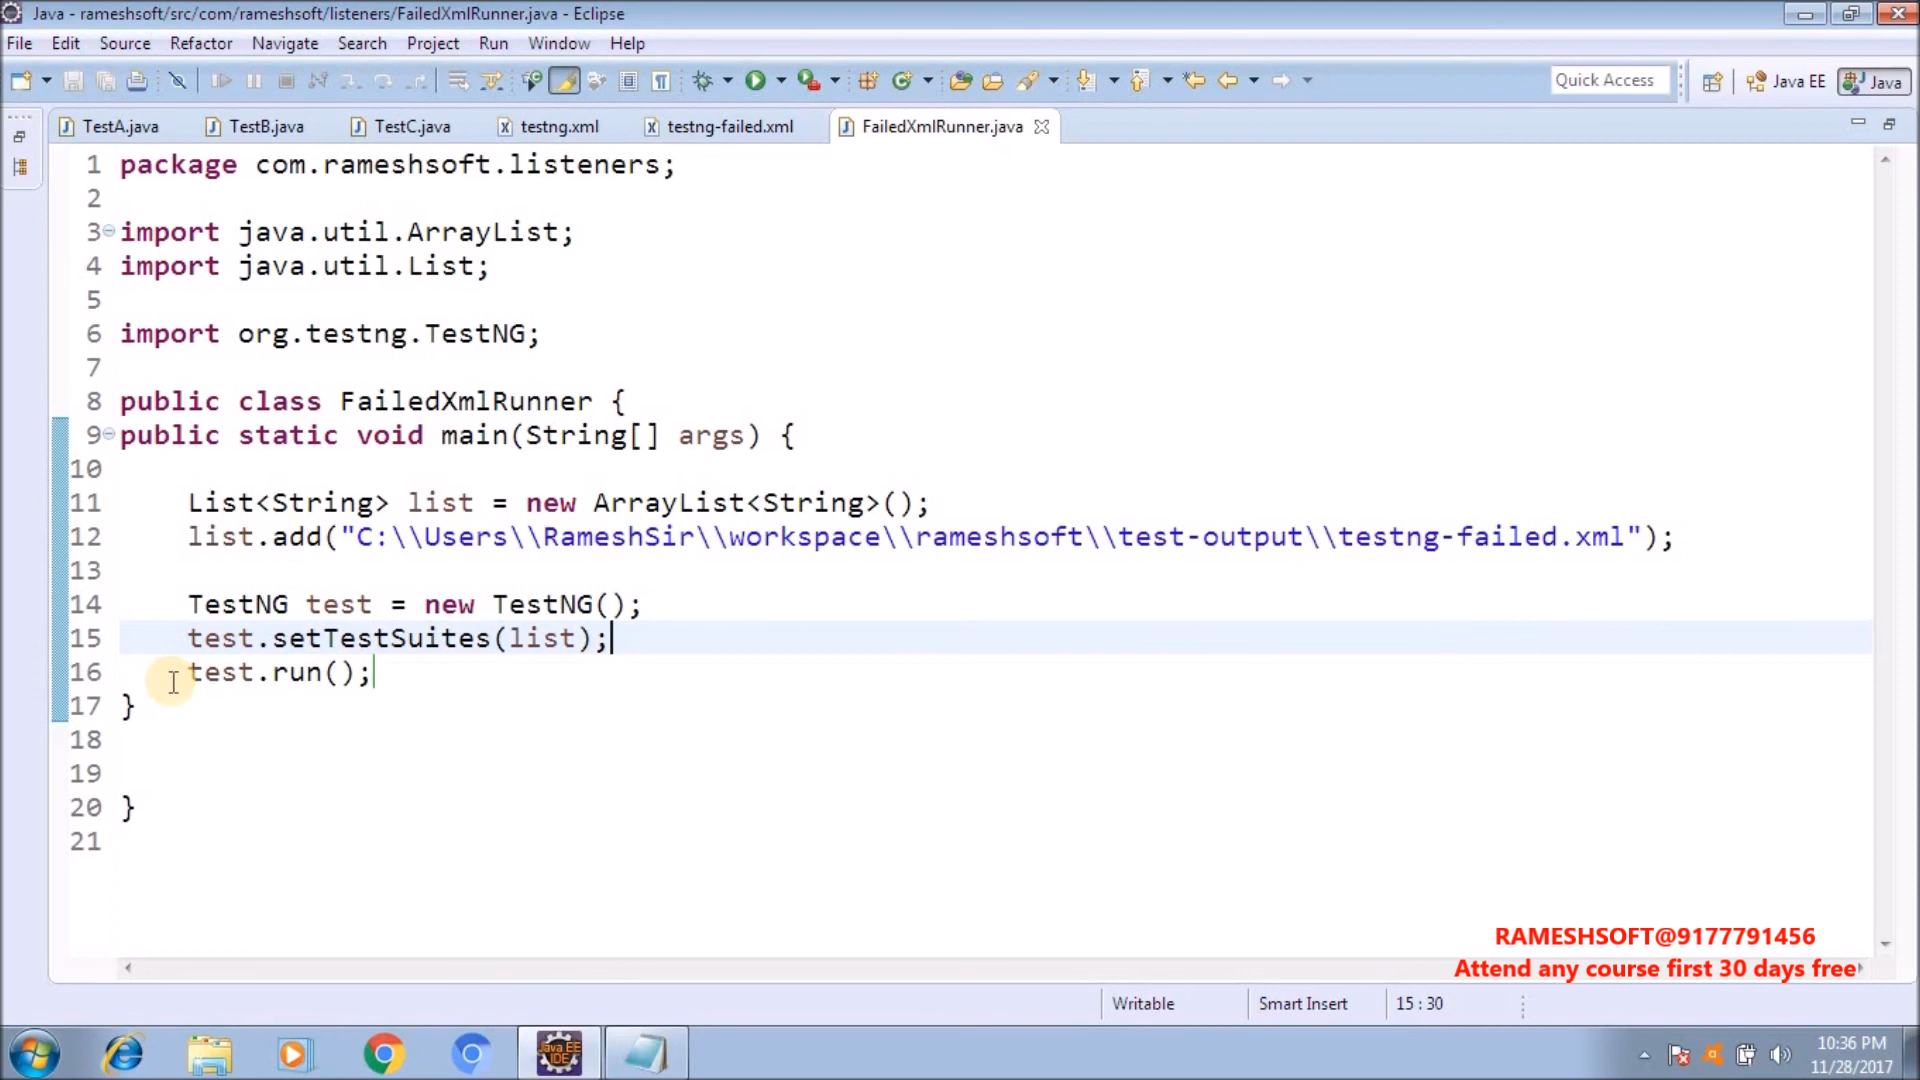 Java - rameshsoft/src/com/rameshsoft/listeners/FailedXmlRunner.java - Eclipse
File Edit Source Refactor Navigate Search Project Run Window Help
Quick Access Java EE Java
TestA.java TestB.java TestC.java testng.xml testng-failed.xml FailedXmlRunner.java
1 package com.rameshsoft.listeners;
2
3 import java.util.ArrayList;
4 import java.util.List;
5
6 import org.testng.TestNG;
7
8 public class FailedXmlRunner {
9 public static void main(String[] args) {
10
11 List<String> list = new ArrayList<String>();
12 list.add("C:\\Users\\RameshSir\\workspace\\rameshsoft\\test-output\\testng-failed.xml");
13
14 TestNG test = new TestNG();
15 test.setTestSuites(list);
16 test.run();
17 }
18
19
20 }
21
RAMESHSOFT@9177791456
Attend any course first 30 days free
Writable Smart Insert 15 : 30
Java EE
IDE
10:36 PM
11/28/2017